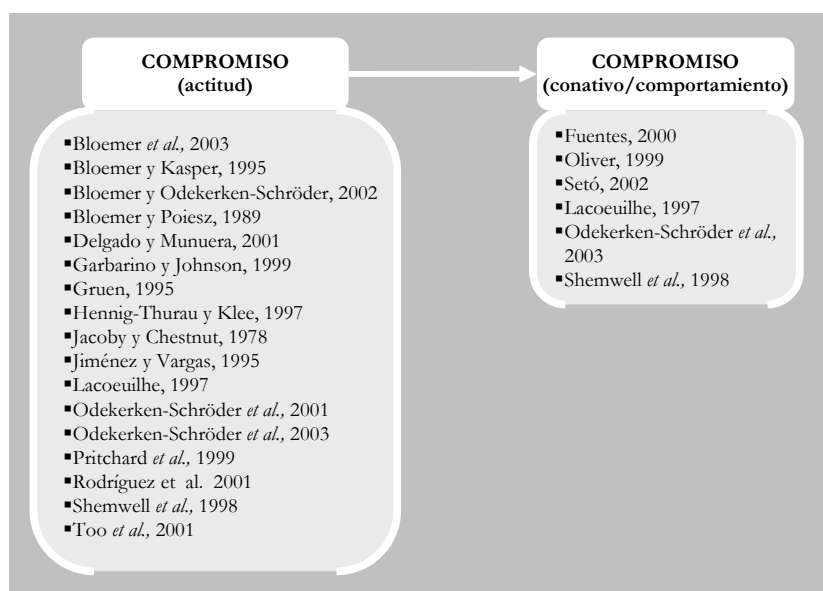 COMPROMISO
(actitud)
▪Bloemer et al., 2003
▪Bloemer y Kasper, 1995
▪Bloemer y Odekerken-Schröder, 2002
▪Bloemer y Poiesz, 1989
▪Delgado y Munuera, 2001
▪Garbarino y Johnson, 1999
▪Gruen, 1995
▪Hennig-Thurau y Klee, 1997
▪Jacoby y Chestnut, 1978
▪Jiménez y Vargas, 1995
▪Lacoeuilhe, 1997
▪Odekerken-Schröder et al., 2001
▪Odekerken-Schröder et al., 2003
▪Pritchard et al., 1999
▪Rodríguez et al. 2001
▪Shemwell et al., 1998
▪Too et al., 2001
COMPROMISO
(conativo/comportamiento)
▪Fuentes, 2000
▪Oliver, 1999
▪Setó, 2002
▪Lacoeuilhe, 1997
▪Odekerken-Schröder et al.,
2003
▪Shemwell et al., 1998